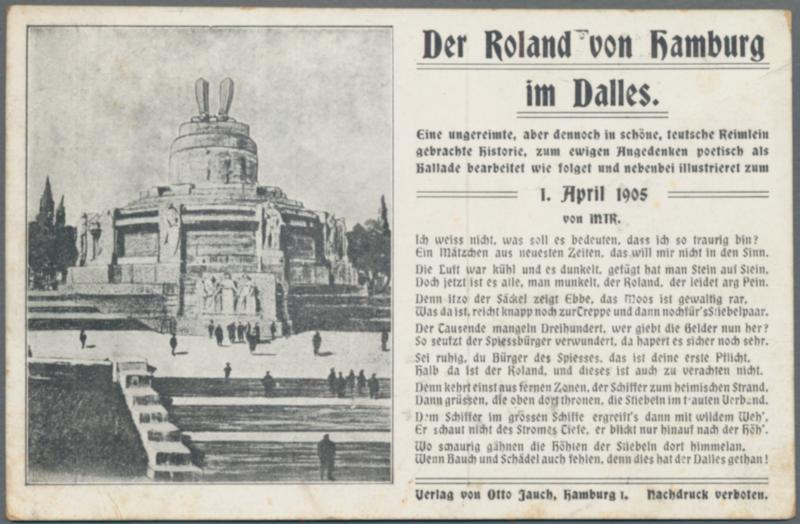 Der Roland von Hamburg
im Dalles.
Eine ungereimte, aber dennoch in schöne, teutsche Reimlein
gebrachte Historie, zum ewigen Angedenken poetisch als
Ballade bearbeitet wie folget und nebenbei illustrieret zum
1. April 1905
von MTR.
Ich weiss nicht, was soll es bedeuten, dass ich so traurig bin?
Ein Mätzchen aus neuesten Zeiten, das will mir nicht in den Sinn.
Die Luft war kühl und es dunkelt, gefügt hat man Stein auf Stein,
Doch jetzt ist es alle, man munkelt, der Roland, der leidet arg Pein.
Denn itzo der Säckel zeigt Ebbe, das Moos ist gewaltig rar,
Was da ist, reicht knapp noch zur Treppe und dann noch für's Stiebelpaar.
Der Tausende mangeln Dreihundert, wer giebt die Gelder nun her?
So seufzt der Spiessbürger verwundert, da hapert es sicher noch sehr.
Sei ruhig, du Bürger des Spiesses, das ist deine erste Pflicht,
Halb da ist der Roland, und dieses ist auch zu verachten nicht.
Denn kehrt einst aus fernen Zonen, der Schiffer zum heimischen Strand,
Dann grüssen, die oben dort thronen, die Stiebeln im trauten Verband.
Dem Schiffer im grossen Schiffe ergreift's dann mit wildem Weh',
Er schaut nicht des Stromes Tiefe, er blickt nur hinauf nach der Höh'.
Wo schaurig gähnen die Höhlen der Stiebeln dort himmelan,
Wenn Bauch und Schädel auch fehlen, denn dies hat der Dalles gethan!
Verlag von Otto Jauch, Hamburg 1. Nachdruck verboten.